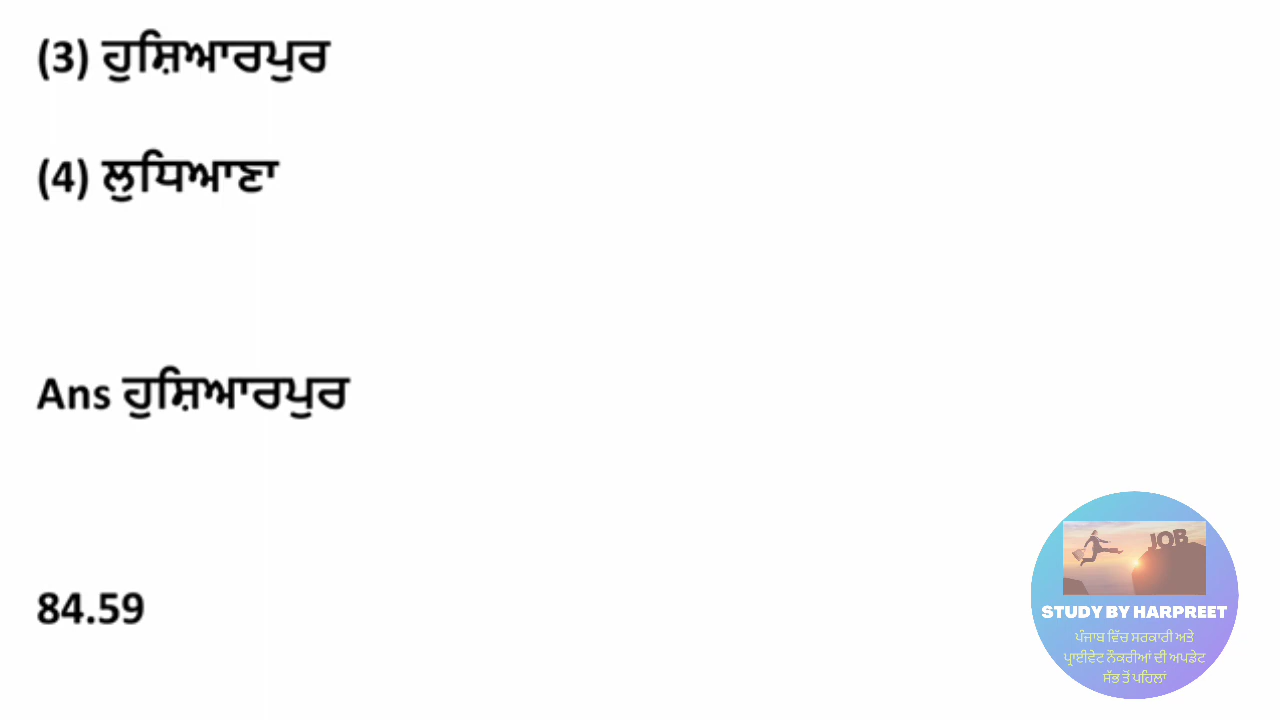 (3) ਹੁਸ਼ਿਆਰਪੁਰ
(4) ਲੁਧਿਆਣਾ
Ans ਹੁਸ਼ਿਆਰਪੁਰ
84.59
JOB
STUDY BY HARPREET
ਪੰਜਾਬ ਵਿੱਚ ਸਰਕਾਰੀ ਅਤੇ
ਪ੍ਰਾਈਵੇਟ ਨੌਕਰੀਆਂ ਦੀ ਅਪਡੇਟ
ਸੱਭ ਤੋਂ ਪਹਿਲਾਂ